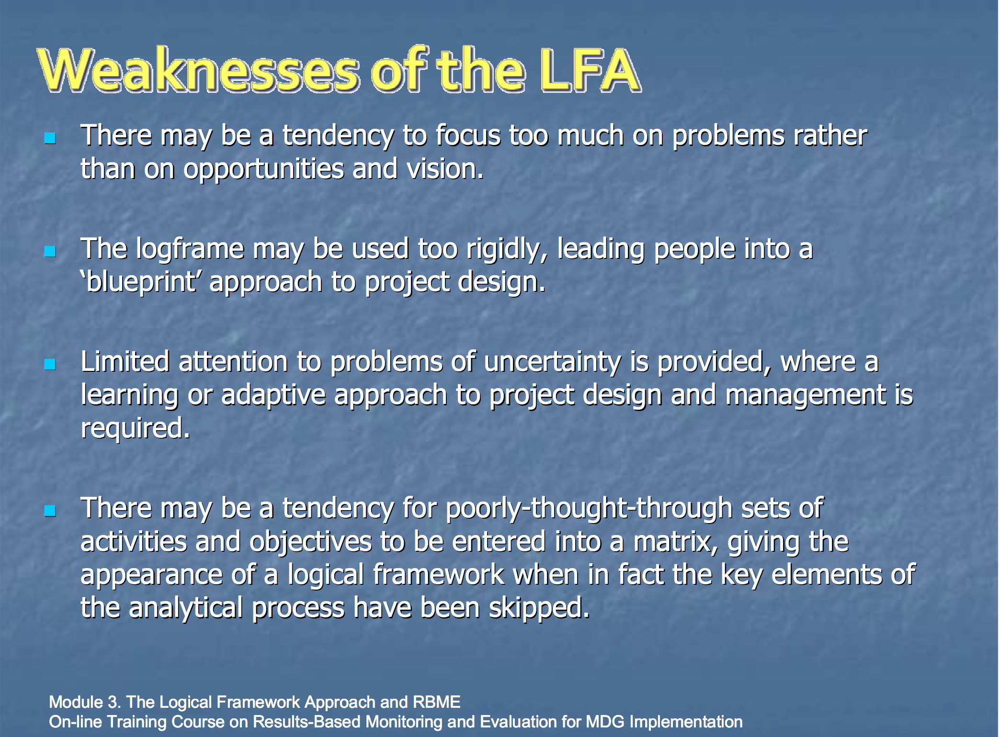 Weaknesses of the LFA
There may be a tendency to focus too much on problems rather
than on opportunities and vision.
The logframe may be used too rigidly, leading people into a
‘blueprint’ approach to project design.
Limited attention to problems of uncertainty is provided, where a
learning or adaptive approach to project design and management is
required.
There may be a tendency for poorly-thought-through sets of
activities and objectives to be entered into a matrix, giving the
appearance of a logical framework when in fact the key elements of
the analytical process have been skipped.
Module 3. The Logical Framework Approach and RBME
On-line Training Course on Results-Based Monitoring and Evaluation for MDG Implementation